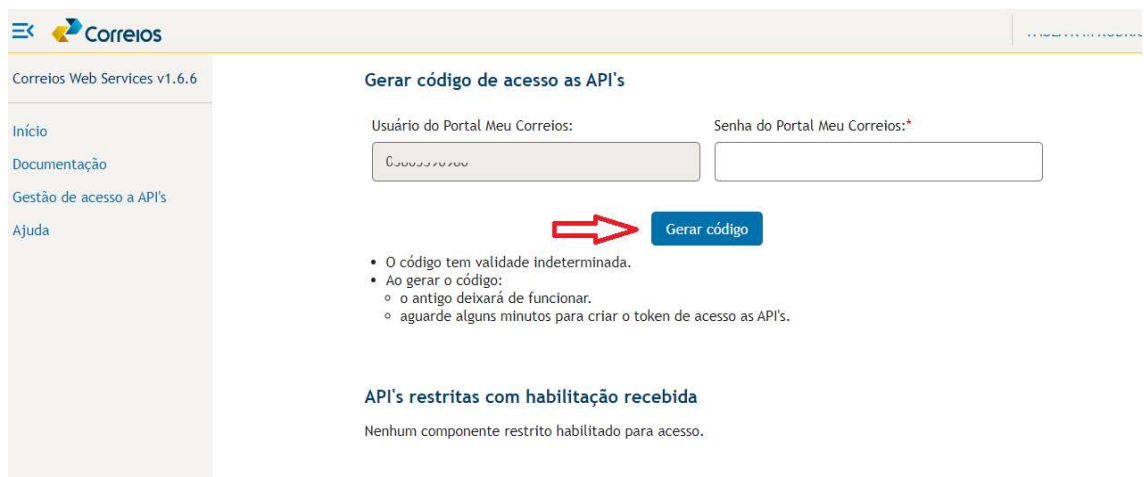 Correios
Correios Web Services v1.6.6
Início
Documentação
Gestão de acesso a API's
Ajuda
Gerar código de acesso as API's
Usuário do Portal Meu Correios:
Senha do Portal Meu Correios:*
Gerar código
• O código tem validade indeterminada.
• Ao gerar o código:
o antigo deixará de funcionar.
aguarde alguns minutos para criar o token de acesso as API's.
API's restritas com habilitação recebida
Nenhum componente restrito habilitado para acesso.